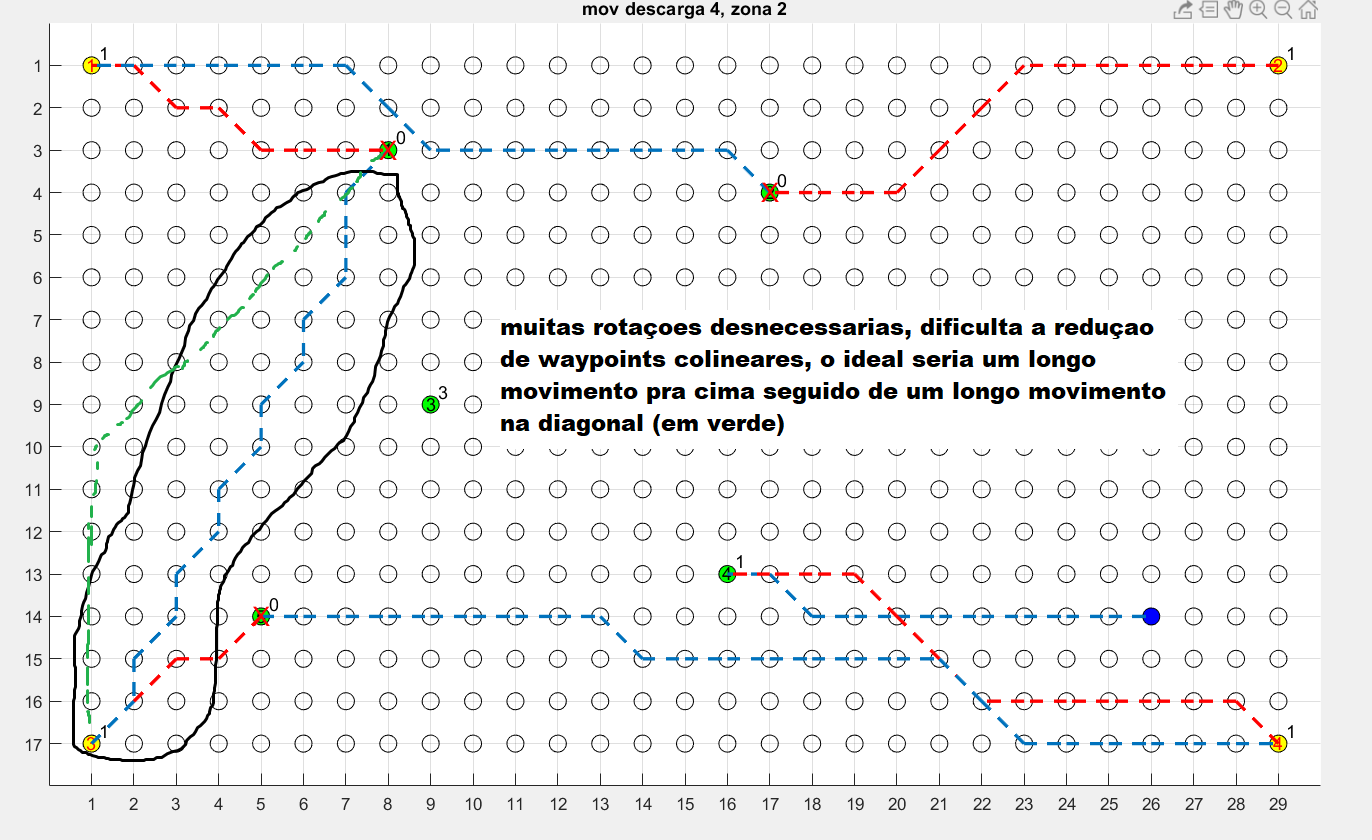 mov descarga 4, zona 2
1 1 1 2 1
2
3 0
4 2 0
5
6
7
muitas rotaçoes desnecessarias, dificulta a reduçao
8
de waypoints colineares, o ideal seria um longo
movimento pra cima seguido de um longo movimento
9 3 3
na diagonal (em verde)
10
11
12
13 4 1
14 0
15
16
17 3 1 4 1
1 2 3 4 5 6 7 8 9 10 11 12 13 14 15 16 17 18 19 20 21 22 23 24 25 26 27 28 29